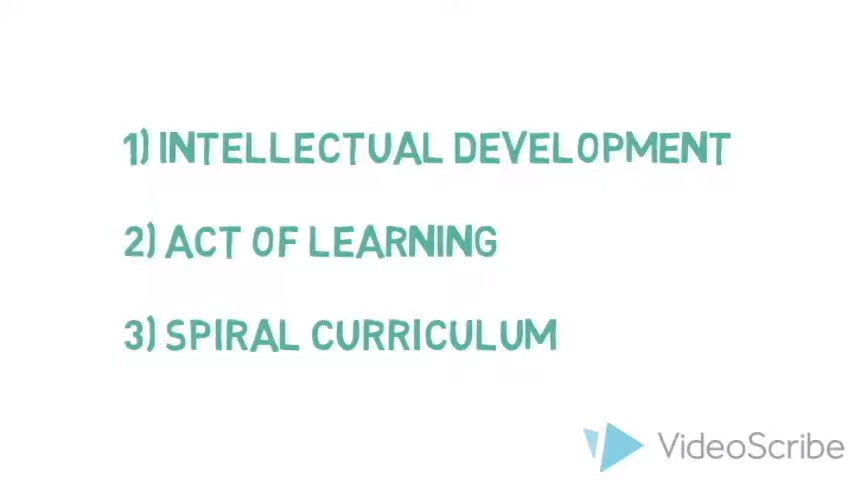 1) INTELLECTUAL DEVELOPMENT
2) ACT OF LEARNING
3) SPIRAL CURRICULUM
VideoScribe